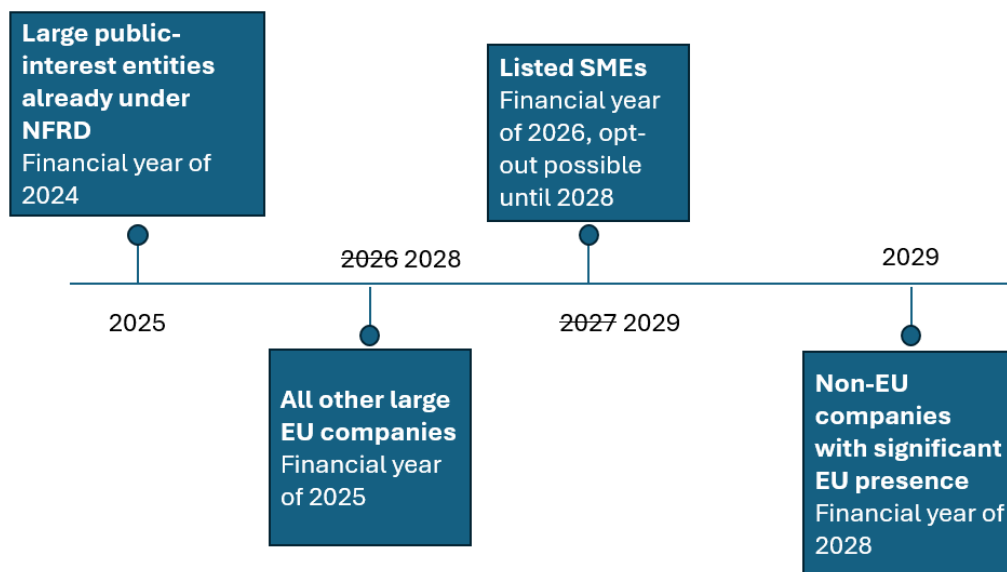 Large public-
interest entities
already under
NFRD
Financial year of
2024
2025
2026 2028
All other large
EU companies
Financial year
of 2025
Listed SMEs
Financial year
of 2026, opt-
out possible
until 2028
2027 2029
2029
Non-EU
companies
with significant
EU presence
Financial year of
2028